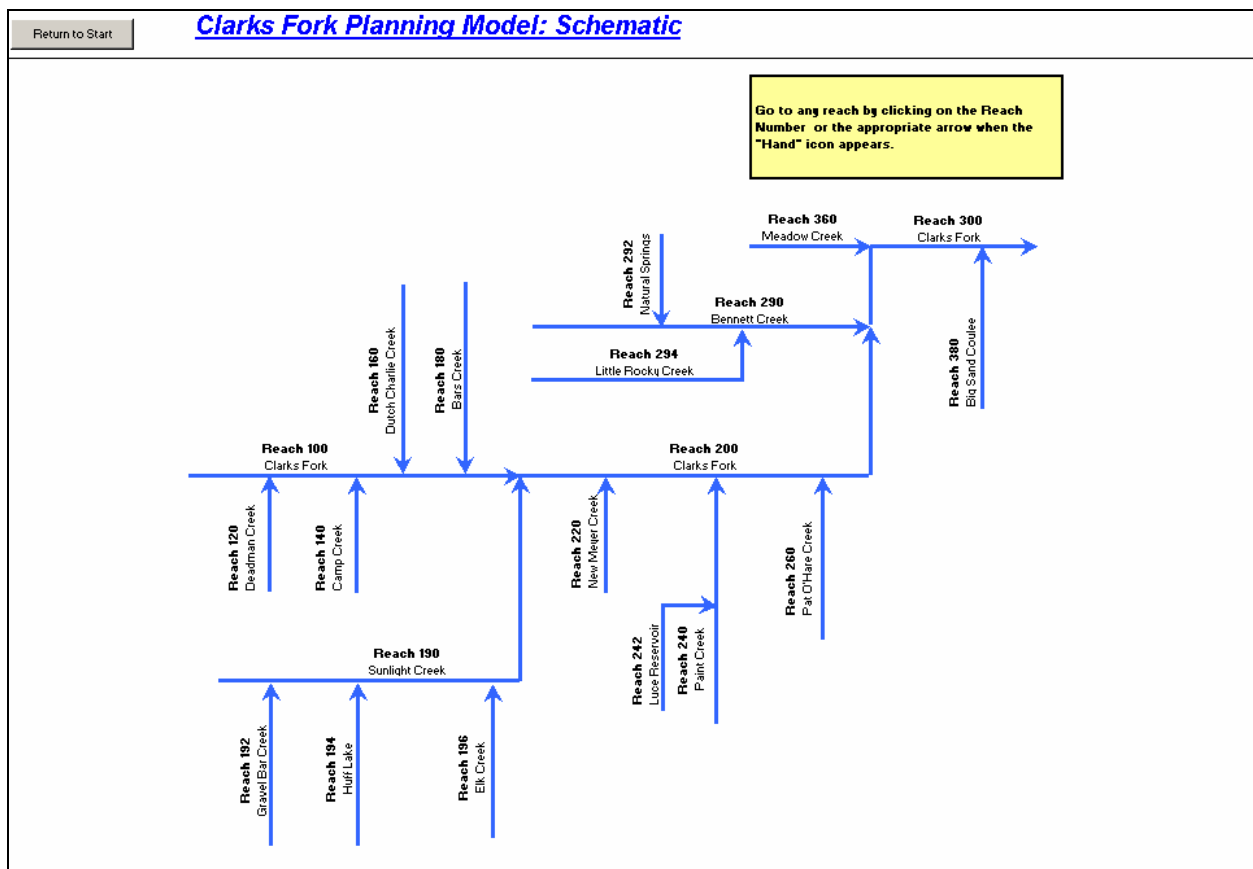 Return to Start
Clarks Fork Planning Model: Schematic
Go to any reach by clicking on the Reach
Number or the appropriate arrow when the
"Hand" icon appears.
Reach 360
Meadow Creek
Reach 300
Clarks Fork
Reach 292
Natural Springs
Reach 290
Bennett Creek
Reach 294
Little Rocky Creek
Reach 380
Big Sand Coulee
Reach 160
Dutch Charlie Creek
Reach 180
Bars Creek
Reach 100
Clarks Fork
Reach 200
Clarks Fork
Reach 120
Deadman Creek
Reach 140
Camp Creek
Reach 220
New Meyer Creek
Reach 260
Pat O'Hare Creek
Reach 242
Luce Reservoir
Reach 240
Paint Creek
Reach 190
Sunlight Creek
Reach 192
Gravel Bar Creek
Reach 194
Huff Lake
Reach 196
Elk Creek